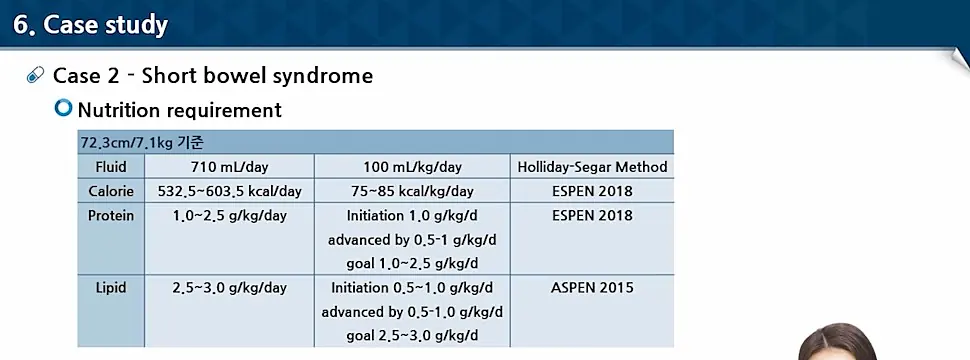 6. Case study
Case 2 - Short bowel syndrome
Nutrition requirement
72.3cm/7.1kg 기준
Fluid 710 mL/day 100 mL/kg/day Holliday-Segar Method
Calorie 532.5~603.5 kcal/day 75~85 kcal/kg/day ESPEN 2018
Protein 1.0~2.5 g/kg/day Initiation 1.0 g/kg/d ESPEN 2018
advanced by 0.5-1 g/kg/d
goal 1.0~2.5 g/kg/d
Lipid 2.5~3.0 g/kg/day Initiation 0.5~1.0 g/kg/d ASPEN 2015
advanced by 0.5-1.0 g/kg/d
goal 2.5~3.0 g/kg/d